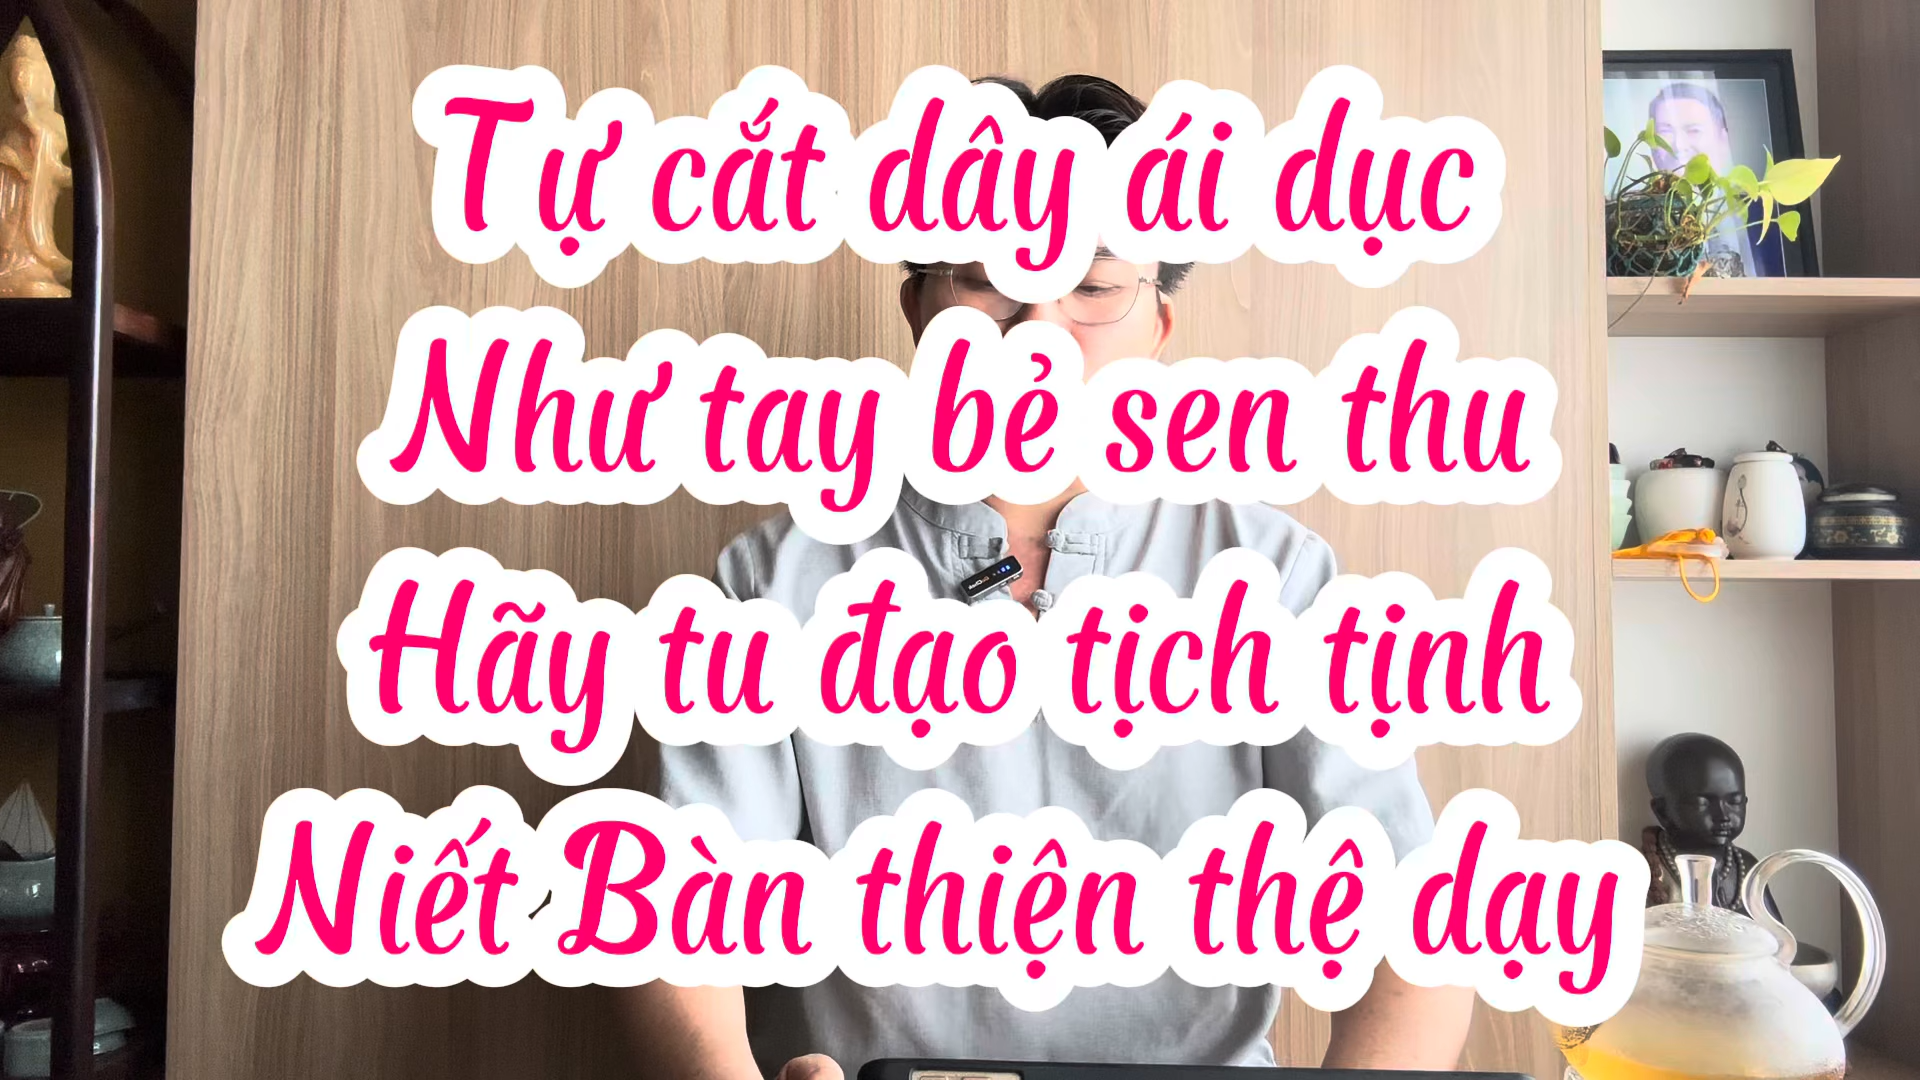 Tự cắt dây ái dục
Như tay bẻ sen thu
Hãy tu đạo tịch tịnh
Niết Bàn thiện thệ dạy